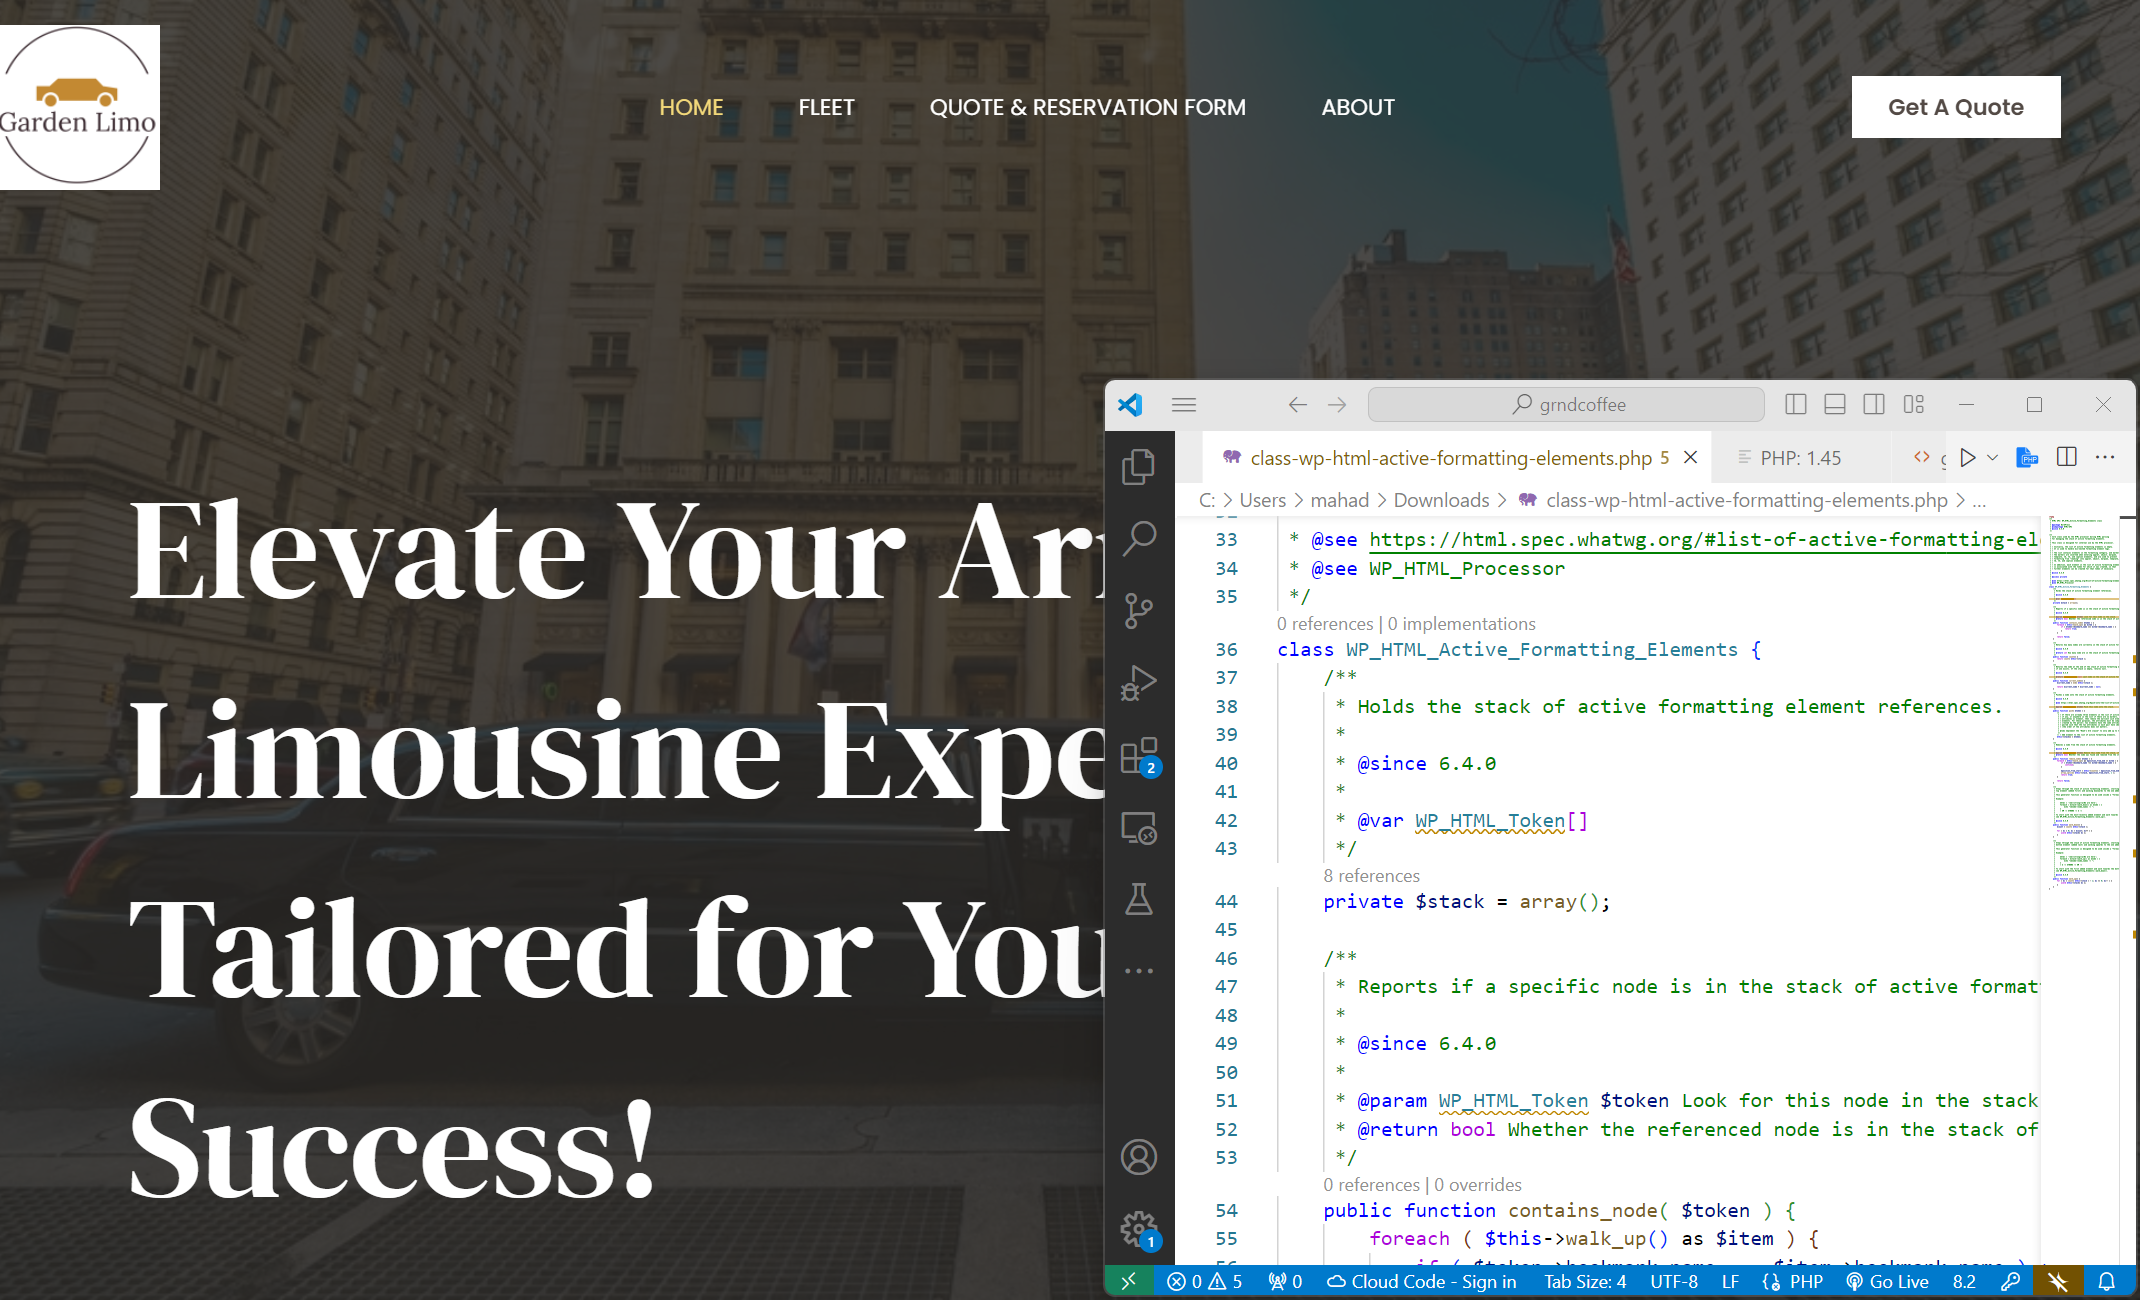 Garden Limo
HOME FLEET QUOTE & RESERVATION FORM ABOUT
Get A Quote
Elevate Your Arr
Limousine Expe
Tailored for You
Success!
grndcoffee
class-wp-html-active-formatting-elements.php 5 PHP: 1.45
C: > Users > mahad > Downloads > class-wp-html-active-formatting-elements.php > ...
33 * @see https://html.spec.whatwg.org/#list-of-active-formatting-el
34 * @see WP_HTML_Processor
35 */
0 references | 0 implementations
36 class WP_HTML_Active_Formatting_Elements {
37 /**
38 * Holds the stack of active formatting element references.
39 *
40 * @since 6.4.0
41 *
42 * @var WP_HTML_Token[]
43 */
8 references
44 private $stack = array();
45
46 /**
47 * Reports if a specific node is in the stack of active format
48 *
49 * @since 6.4.0
50 *
51 * @param WP_HTML_Token $token Look for this node in the stack
52 * @return bool Whether the referenced node is in the stack of
53 */
0 references | 0 overrides
54 public function contains_node( $token ) {
55 foreach ( $this->walk_up() as $item ) {
2
1
0 5 0 Cloud Code - Sign in Tab Size: 4 UTF-8 LF PHP Go Live 8.2